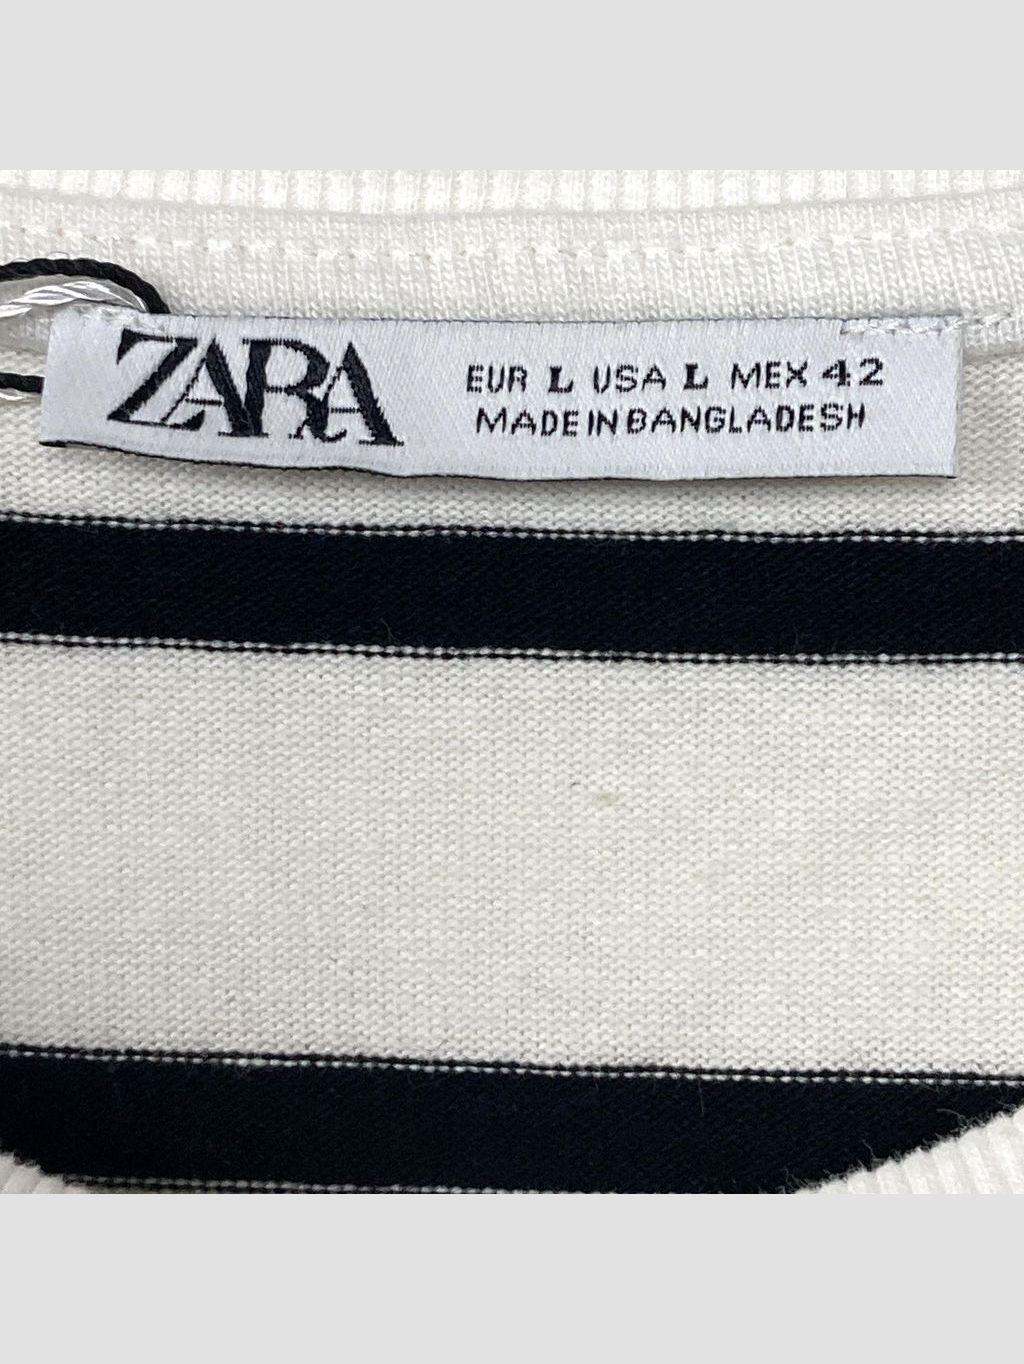 ZARA
EUR L USA L MEX 42
MADE IN BANGLADESH